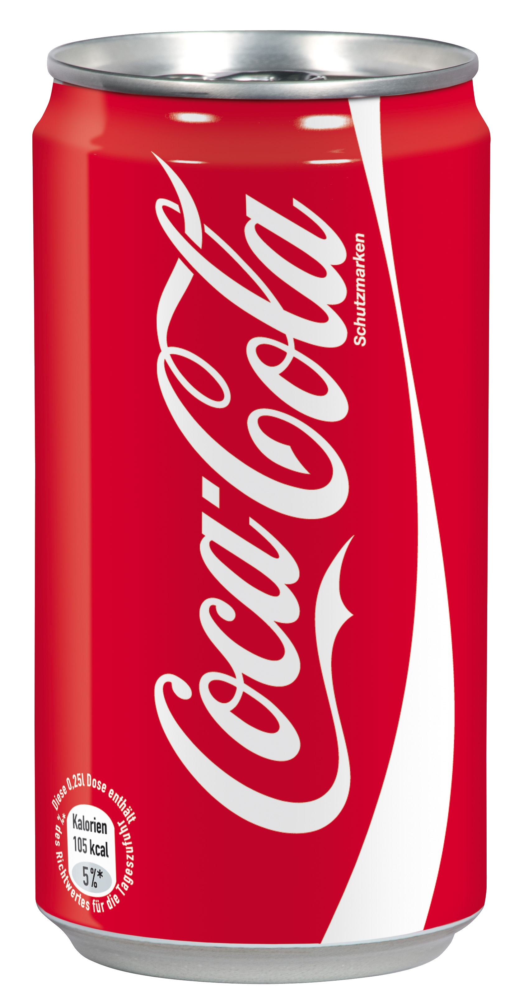 Coca-Cola
Schutzmarken
Diese 0,25l Dose enthält
Kalorien
105 kcal
5%*
*% des Richtwertes für die Tageszufuhr